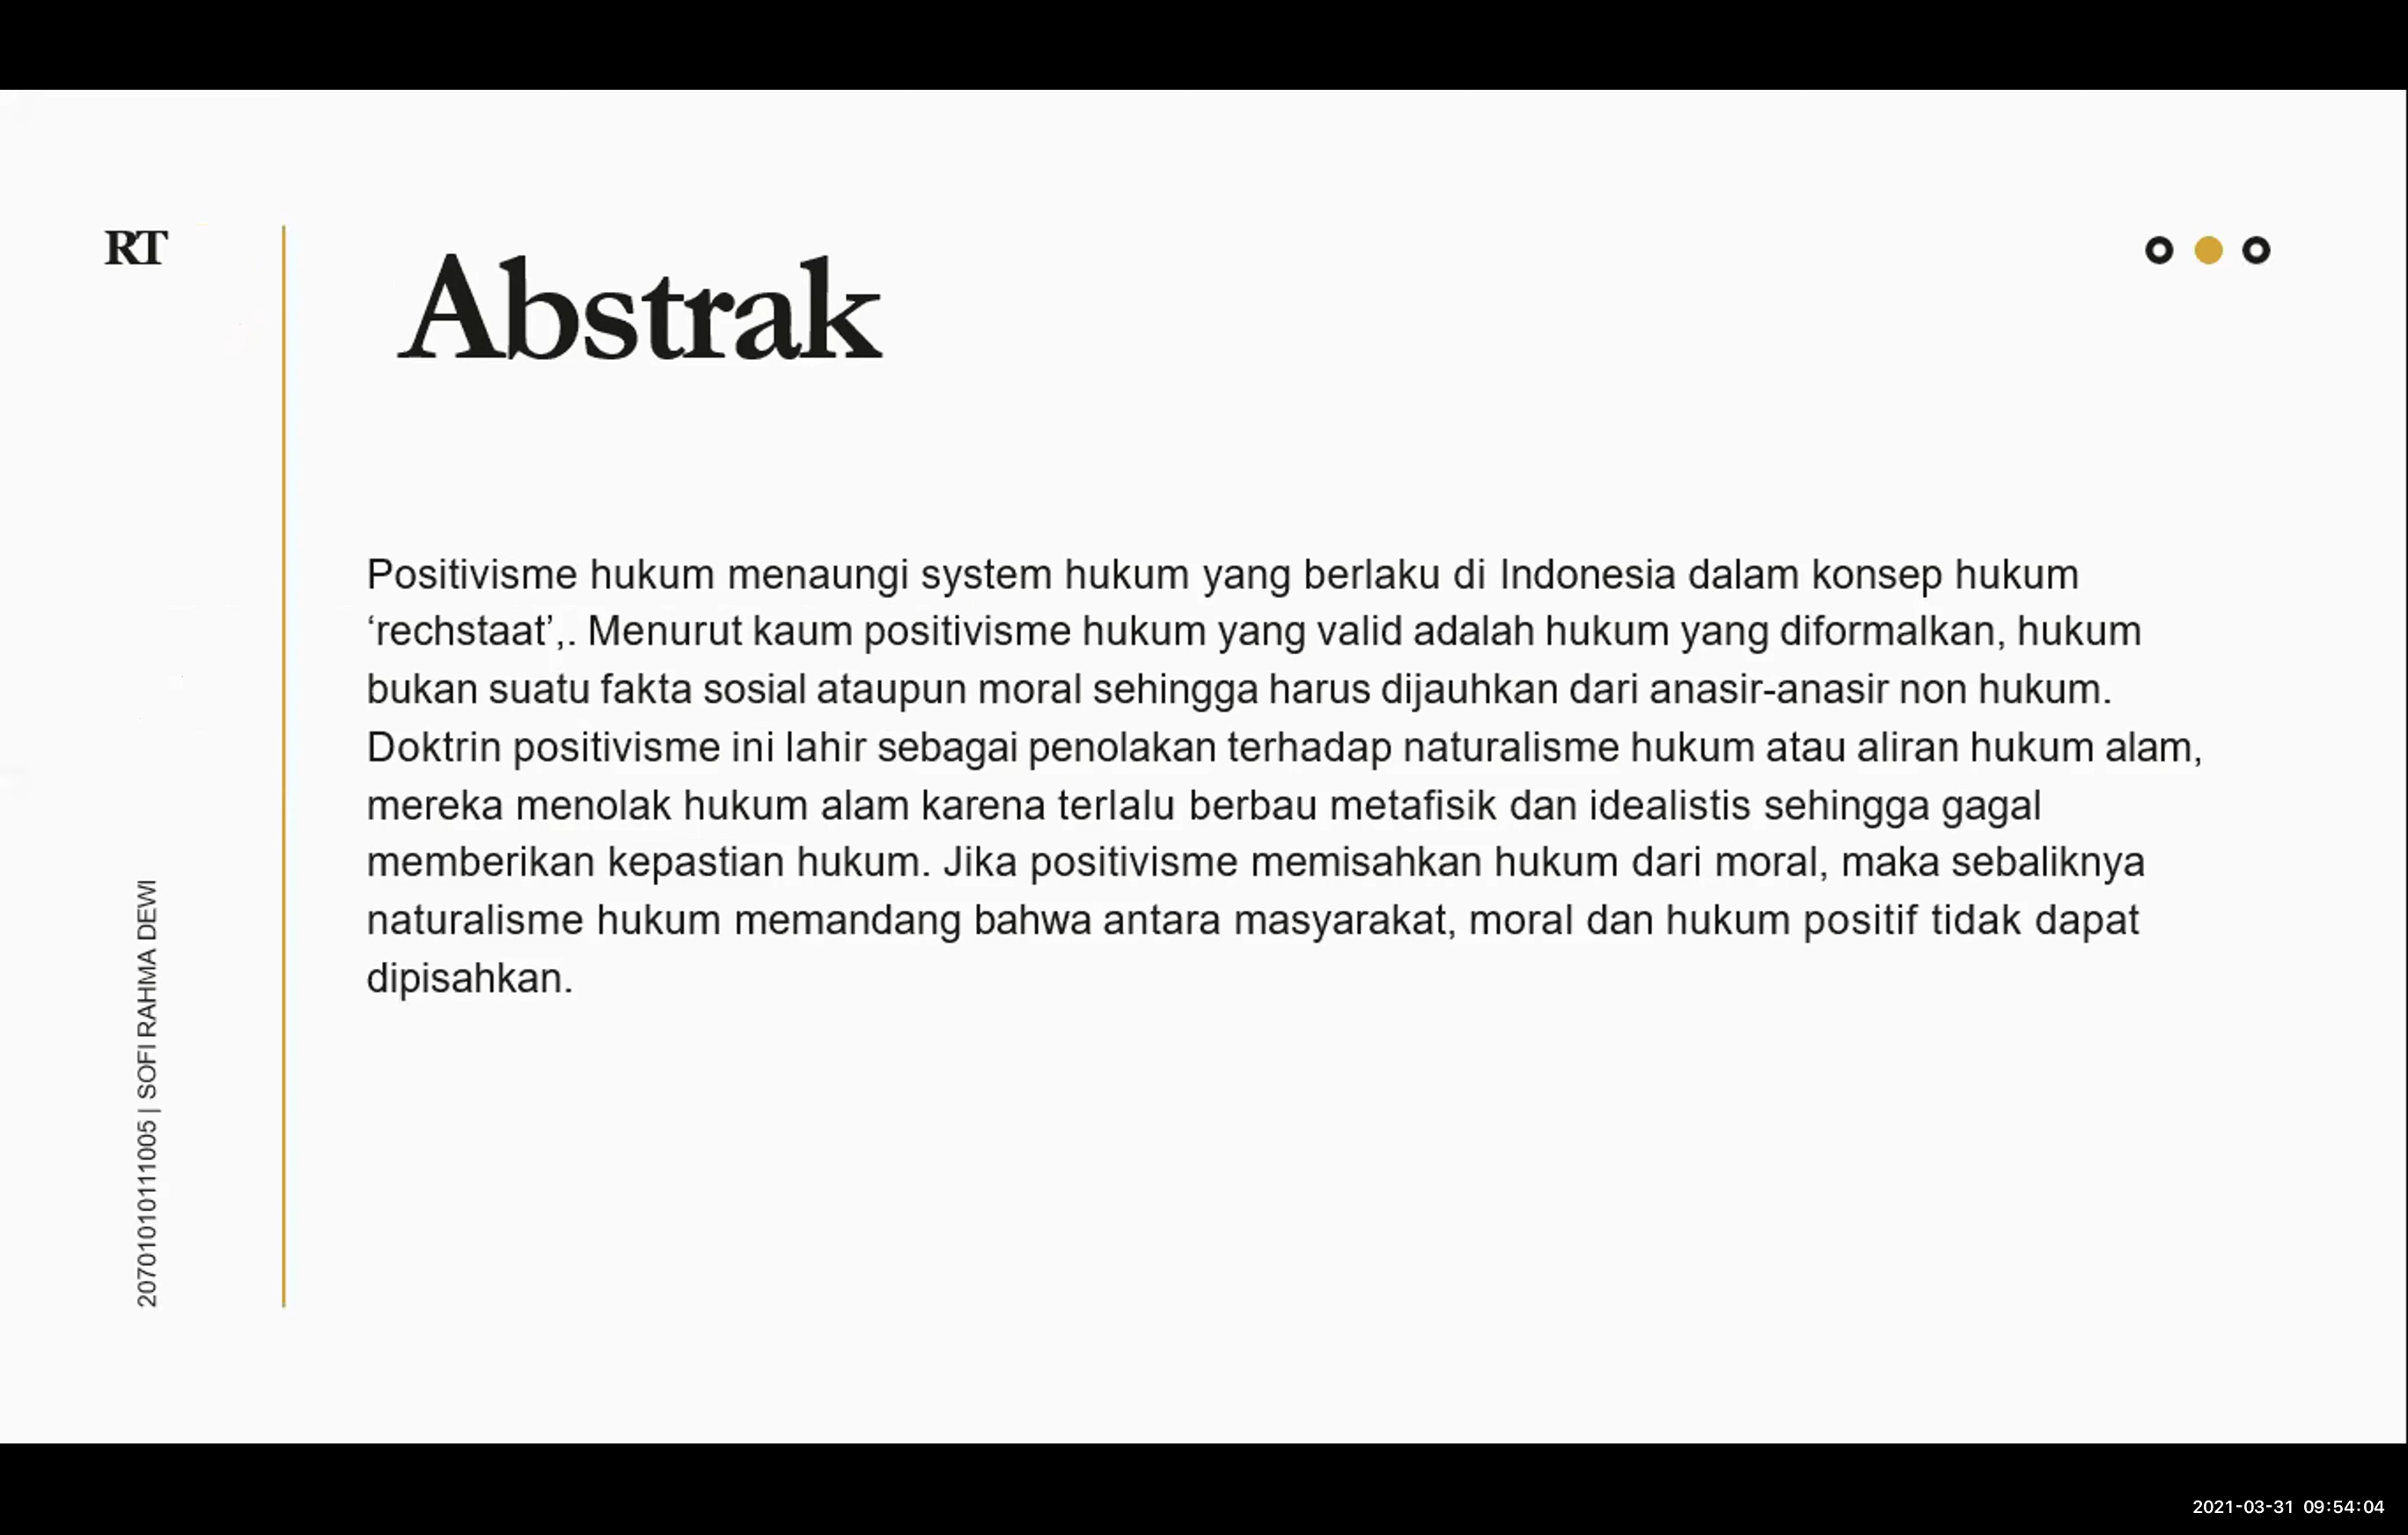 RT
Abstrak
Positivisme hukum menaungi system hukum yang berlaku di Indonesia dalam konsep hukum
‘rechstaat’,. Menurut kaum positivisme hukum yang valid adalah hukum yang diformalkan, hukum
bukan suatu fakta sosial ataupun moral sehingga harus dijauhkan dari anasir-anasir non hukum.
Doktrin positivisme ini lahir sebagai penolakan terhadap naturalisme hukum atau aliran hukum alam,
mereka menolak hukum alam karena terlalu berbau metafisik dan idealistis sehingga gagal
memberikan kepastian hukum. Jika positivisme memisahkan hukum dari moral, maka sebaliknya
naturalisme hukum memandang bahwa antara masyarakat, moral dan hukum positif tidak dapat
dipisahkan.
207010101111005 | SOFI RAHMA DEWI
2021-03-31 09:54:04